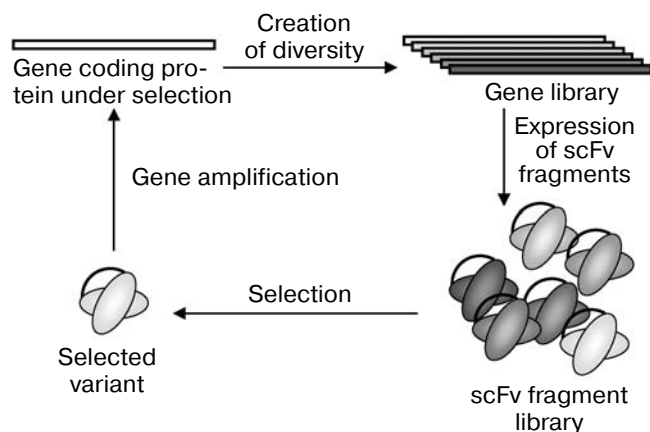 Creation
of diversity
Gene coding pro-
tein under selection
Gene library
Expression
of scFv
fragments
Gene amplification
Selection
Selected
variant
scFv fragment
library